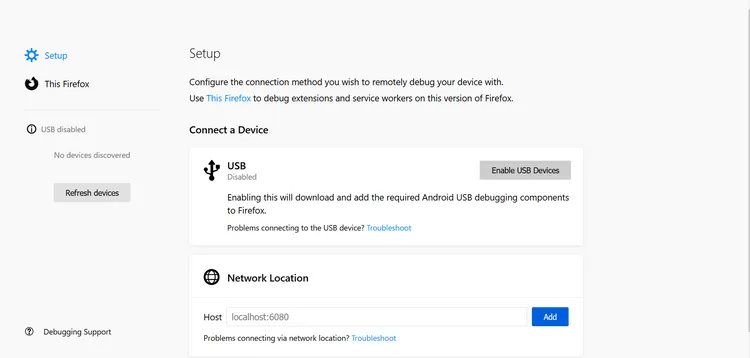 Setup
This Firefox
USB disabled
No devices discovered
Refresh devices
Debugging Support
Setup
Configure the connection method you wish to remotely debug your device with.
Use This Firefox to debug extensions and service workers on this version of Firefox.
Connect a Device
USB
Disabled
Enable USB Devices
Enabling this will download and add the required Android USB debugging components
to Firefox.
Problems connecting to the USB device? Troubleshoot
Network Location
Host localhost:6080 Add
Problems connecting via network location? Troubleshoot